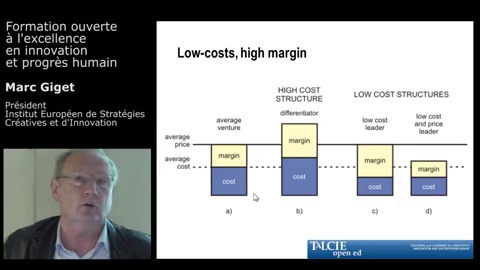 Formation ouverte
à l'excellence
en innovation
et progrès humain
Marc Giget
Président
Institut Européen de Stratégies
Créatives et d'Innovation
Low-costs, high margin
HIGH COST
STRUCTURE
LOW COST STRUCTURES
average
venture
differentiator
low cost
leader
low cost
and price
leader
average
price
average
cost
margin
cost
margin
cost
margin
cost
margin
cost
a)
b)
c)
d)
TALCIE
open ed